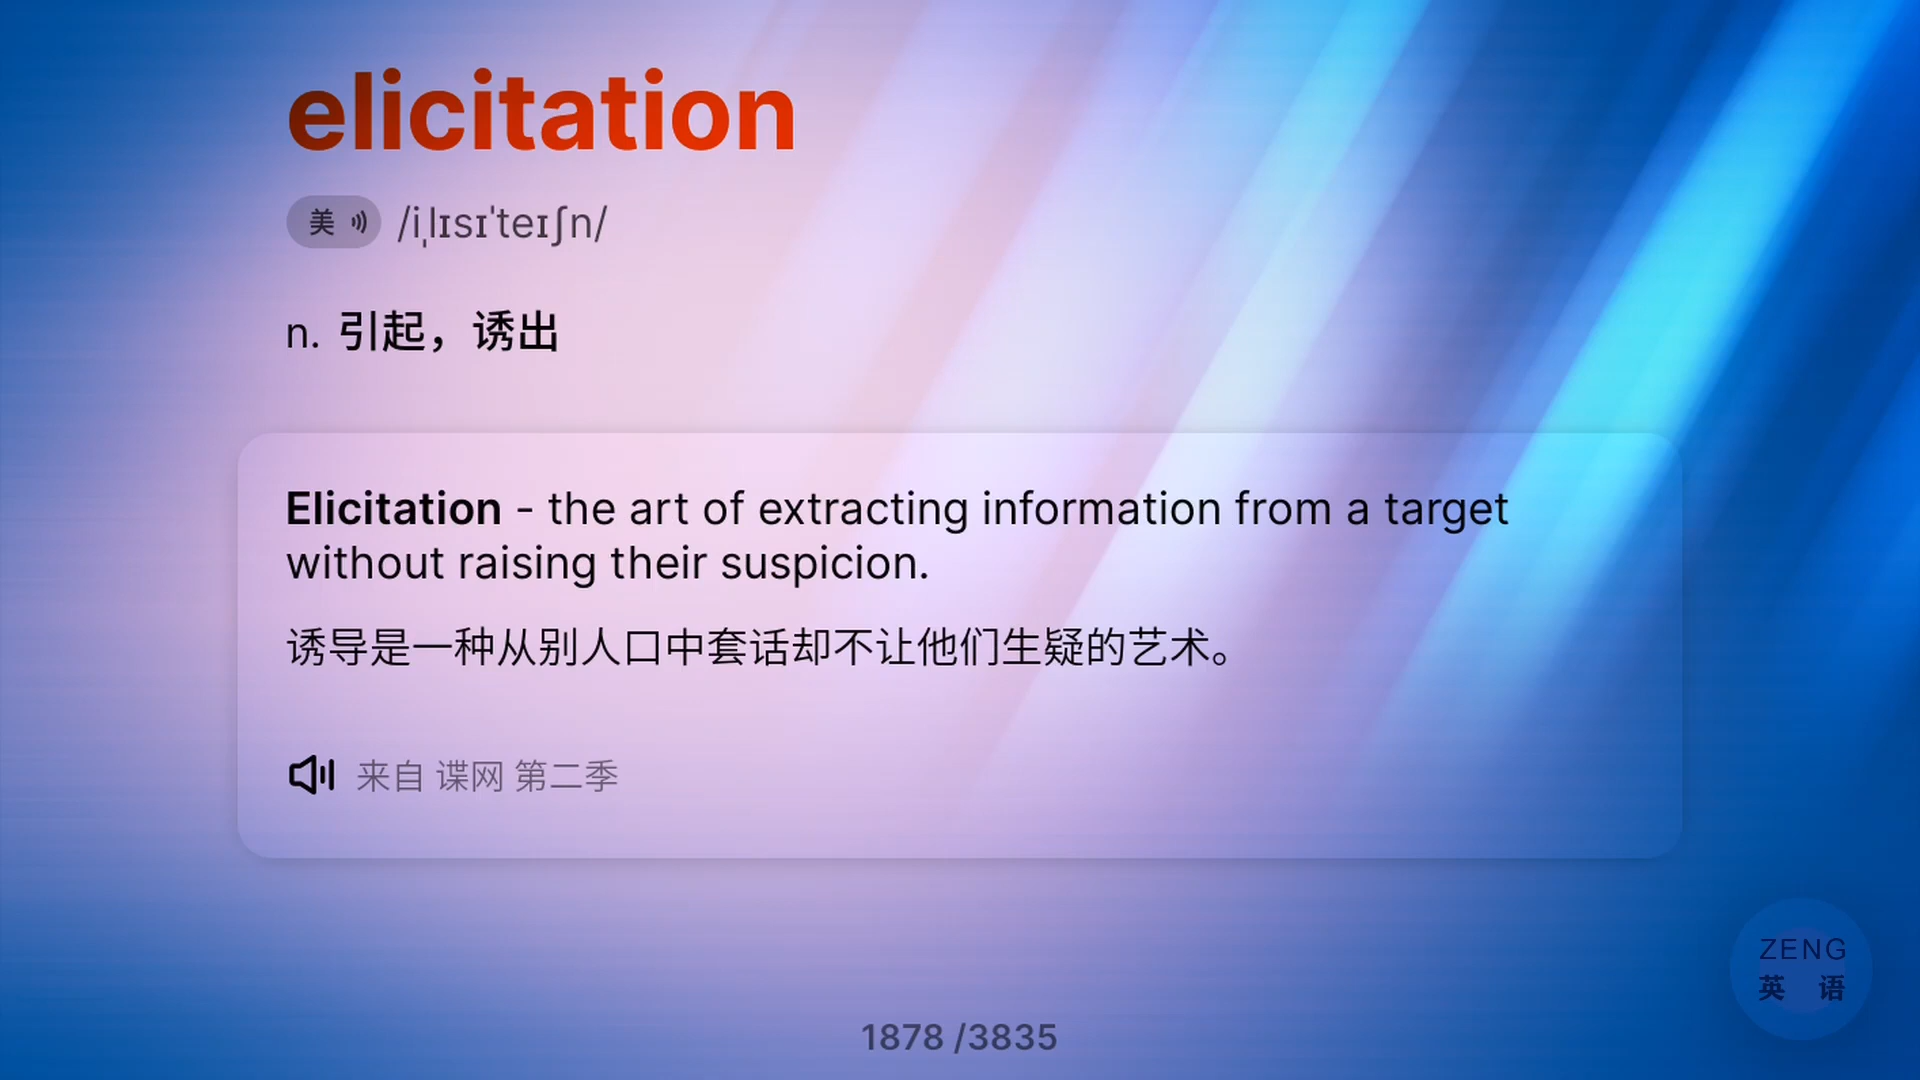 elicitation
美 /iˌlɪsɪˈteɪʃn/
n. 引起，诱出
Elicitation - the art of extracting information from a target
without raising their suspicion.
诱导是一种从别人口中套话却不让他们生疑的艺术。
来自 谍网 第二季
ZENG
英 语
1878 /3835